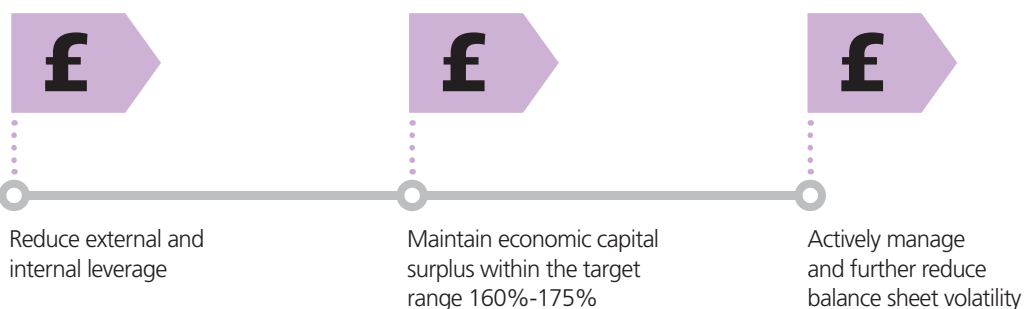 £
£
£
Reduce external and
internal leverage
Maintain economic capital
surplus within the target
range 160%-175%
Actively manage
and further reduce
balance sheet volatility